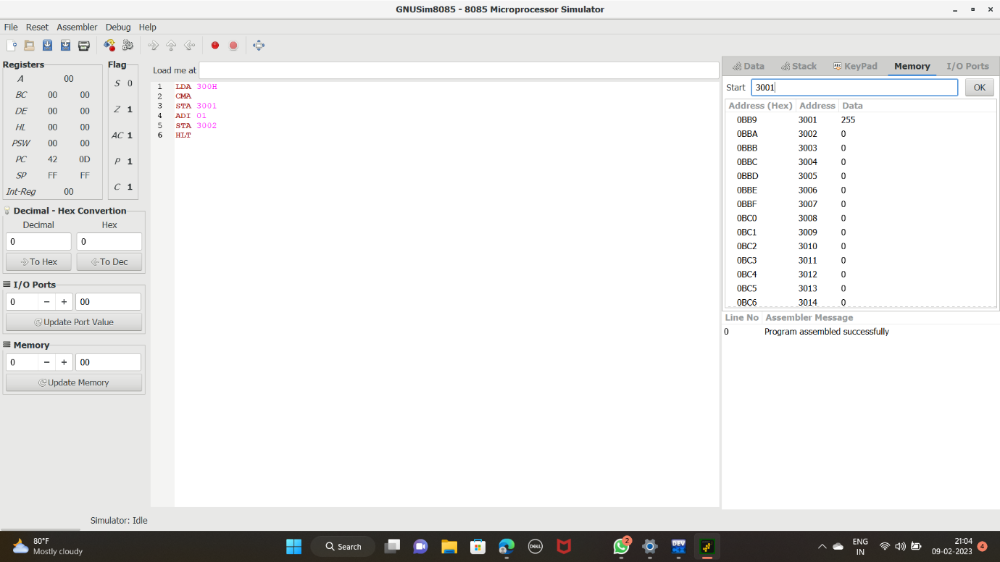 GNUSim8085 - 8085 Microprocessor Simulator
File Reset Assembler Debug Help
Registers
A 00
BC 00 00
DE 00 00
HL 00 00
PSW 00 00
PC 42 0D
SP FF FF
Int-Reg 00
Flag
S 0
Z 1
AC 1
P 1
C 1
Decimal - Hex Convertion
Decimal Hex
0 0
To Hex To Dec
I/O Ports
0 − + 00
Update Port Value
Memory
0 − + 00
Update Memory
Load me at
1 LDA 300H
2 CMA
3 STA 3001
4 ADI 01
5 STA 3002
6 HLT
Data Stack Abc KeyPad Memory I/O Ports
Start 3001 OK
Address (Hex) Address Data
0BB9 3001 255
0BBA 3002 0
0BBB 3003 0
0BBC 3004 0
0BBD 3005 0
0BBE 3006 0
0BBF 3007 0
0BC0 3008 0
0BC1 3009 0
0BC2 3010 0
0BC3 3011 0
0BC4 3012 0
0BC5 3013 0
0BC6 3014 0
Line No Assembler Message
0 Program assembled successfully
Simulator: Idle
80°F
Mostly cloudy
Search
DELL
2
DEV
C++
ENG
IN
21:04
09-02-2023
4